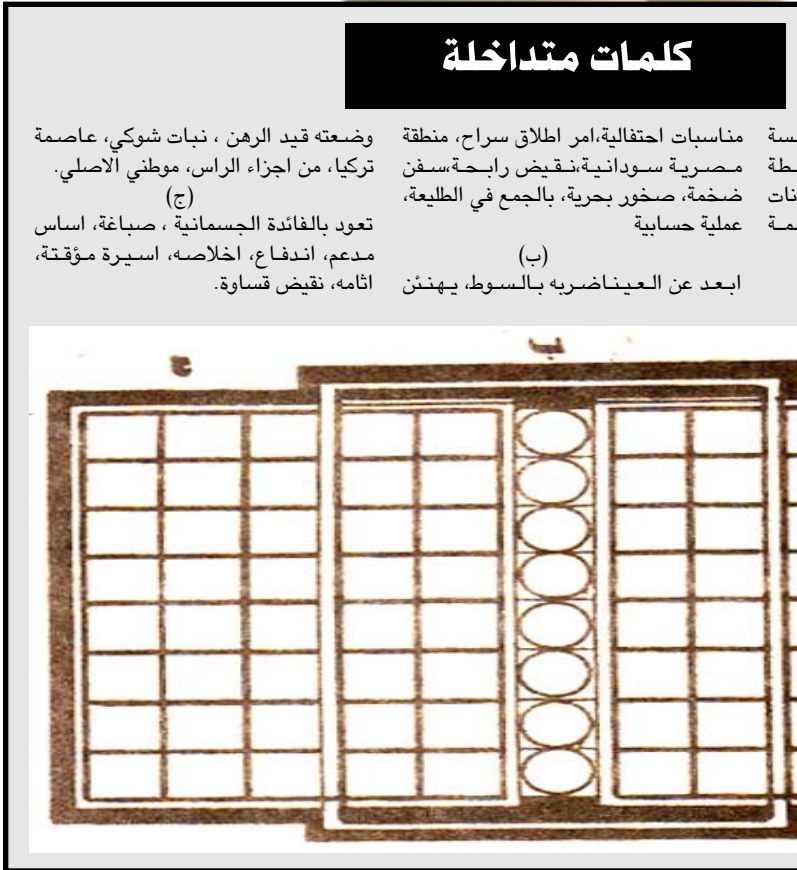 كلمات متداخلة
مناسبات احتفالية،امر اطلاق سراح، منطقة
مصرية سودانية،نقيض رابحة،سفن
ضخمة، صخور بحرية، بالجمع في الطليعة،
عملية حسابية
(ب)
ابعد عن العيناضربه بالسوط، يهنئن
وضعته قيد الرهن ، نبات شوكي، عاصمة
تركيا، من اجزاء الراس، موطني الاصلي.
(ج)
تعود بالفائدة الجسمانية ، صباغة، اساس
مدعم، اندفاع، اخلاصه، اسيرة مؤقتة،
اثامه، نقيض قساوة.
ب
ج